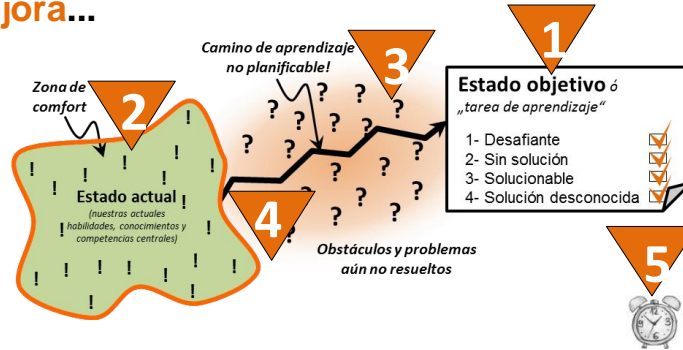 jora...
Camino de aprendizaje
no planificable!
3
1
Estado objetivo ó
„tarea de aprendizaje“
1- Desafiante
2- Sin solución
3- Solucionable
4- Solución desconocida
Zona de
comfort
2
Estado actual
(nuestras actuales
habilidades, conocimientos y
competencias centrales)
4
Obstáculos y problemas
aún no resueltos
5